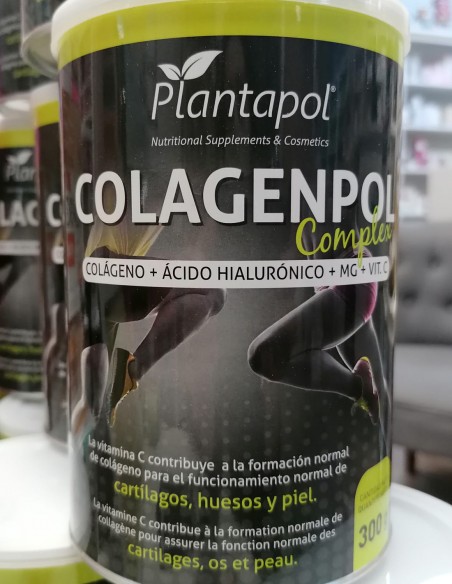 Plantapol®
Nutritional Supplements & Cosmetics
COLAGENPOL
Complex
COLÁGENO + ÁCIDO HIALURÓNICO + MG + VIT. C
La vitamina C contribuye a la formación normal
de colágeno para el funcionamiento normal de
cartílagos, huesos y piel.
La vitamine C contribue à la formation normale de
collagène pour assurer la fonction normale des
cartilages, os et peau.
300